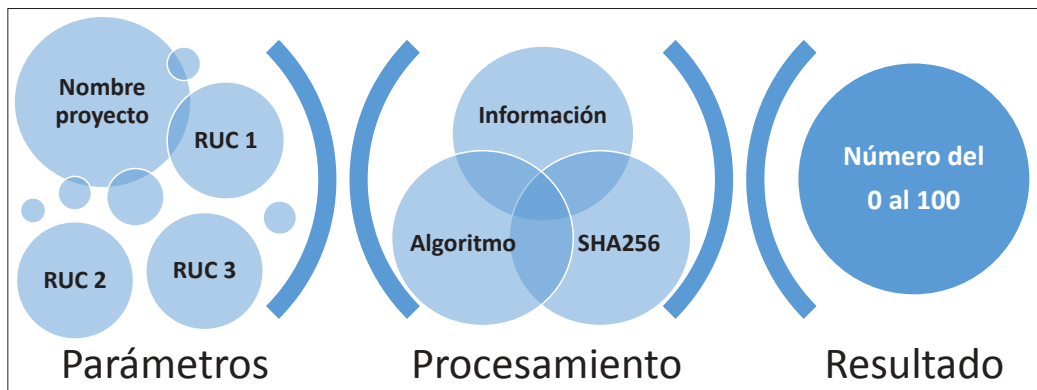 Nombre
proyecto
RUC 1
RUC 2
RUC 3
Parámetros
Información
Algoritmo
SHA256
Procesamiento
Número del
0 al 100
Resultado